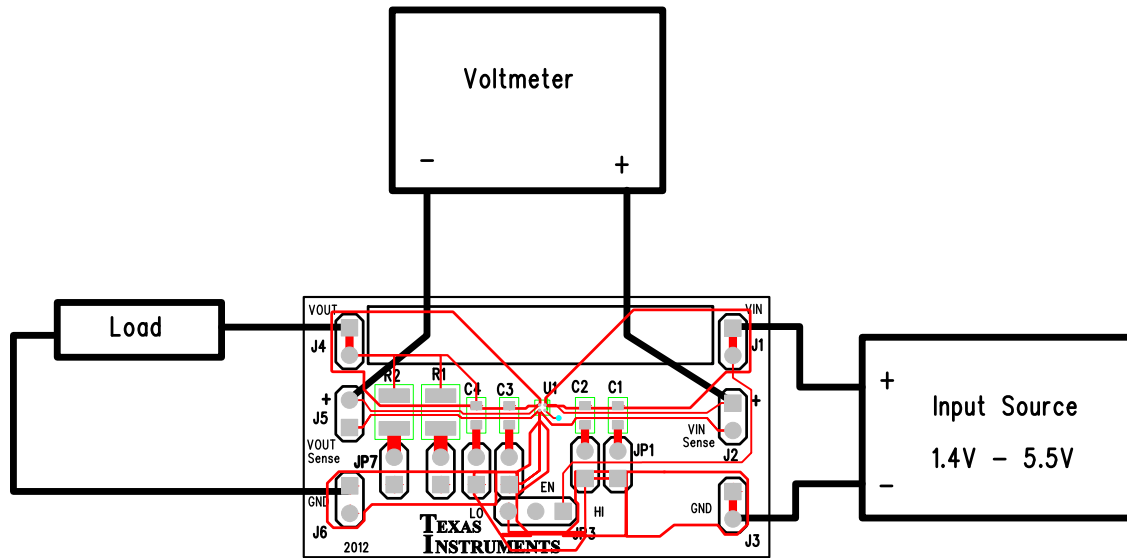 Voltmeter
- +
VOUT
VIN
Load
J4
J1
R2 R1 C4 C3 U1 C2 C1
+
+
+
J5
VOUT
Sense
VIN
Sense
J2
Input Source
1.4V - 5.5V
-
JP7
JP1
GND
J6
EN
LO
HI
JP3
GND
J3
2012
TEXAS
INSTRUMENTS